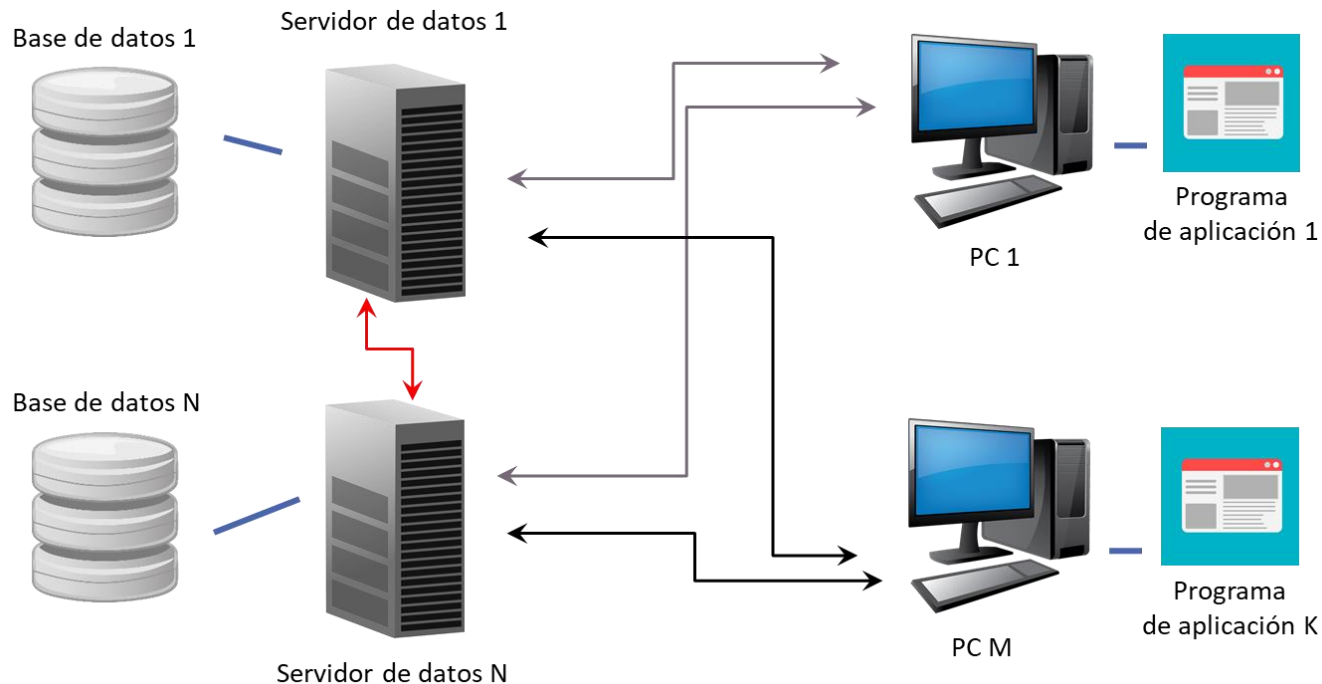 Servidor de datos 1
Base de datos 1
Programa
de aplicación 1
PC 1
Base de datos N
Programa
de aplicación K
PC M
Servidor de datos N